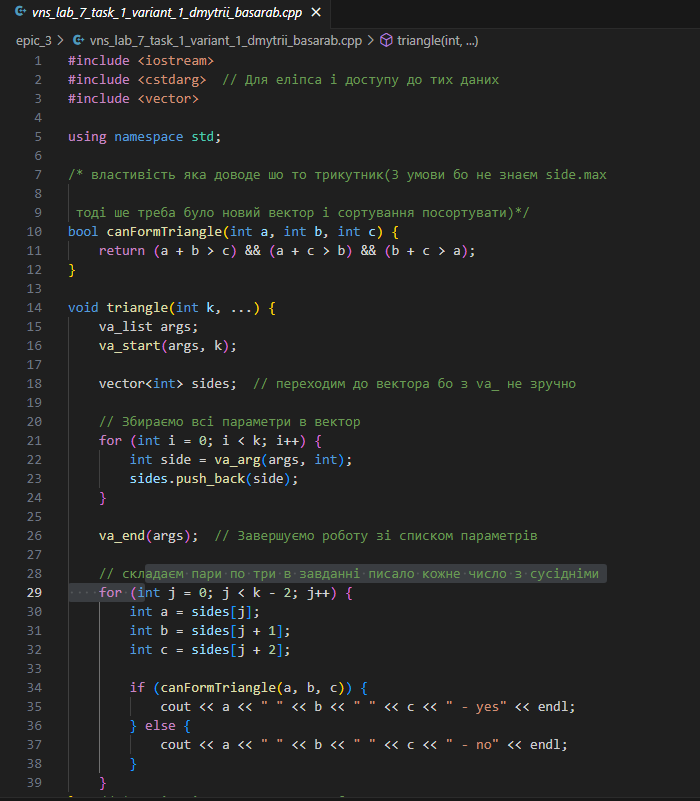 vns_lab_7_task_1_variant_1_dmytrii_basarab.cpp
epic_3 > vns_lab_7_task_1_variant_1_dmytrii_basarab.cpp > triangle(int, ...)
1 #include <iostream>
2 #include <cstdarg>  // Для еліпса і доступу до тих даних
3 #include <vector>
4
5 using namespace std;
6
7 /* властивість яка доводе шо то трикутник(3 умови бо не знаєм side.max
8
9  тоді ше треба було новий вектор і сортування посортувати)*/
10 bool canFormTriangle(int a, int b, int c) {
11     return (a + b > c) && (a + c > b) && (b + c > a);
12 }
13
14 void triangle(int k, ...) {
15     va_list args;
16     va_start(args, k);
17
18     vector<int> sides;  // переходим до вектора бо з va_ не зручно
19
20     // Збираємо всі параметри в вектор
21     for (int i = 0; i < k; i++) {
22         int side = va_arg(args, int);
23         sides.push_back(side);
24     }
25
26     va_end(args);  // Завершуємо роботу зі списком параметрів
27
28     // складаєм пари по три в завданні писало кожне число з сусідніми
29     for (int j = 0; j < k - 2; j++) {
30         int a = sides[j];
31         int b = sides[j + 1];
32         int c = sides[j + 2];
33
34         if (canFormTriangle(a, b, c)) {
35             cout << a << " " << b << " " << c << " - yes" << endl;
36         } else {
37             cout << a << " " << b << " " << c << " - no" << endl;
38         }
39     }